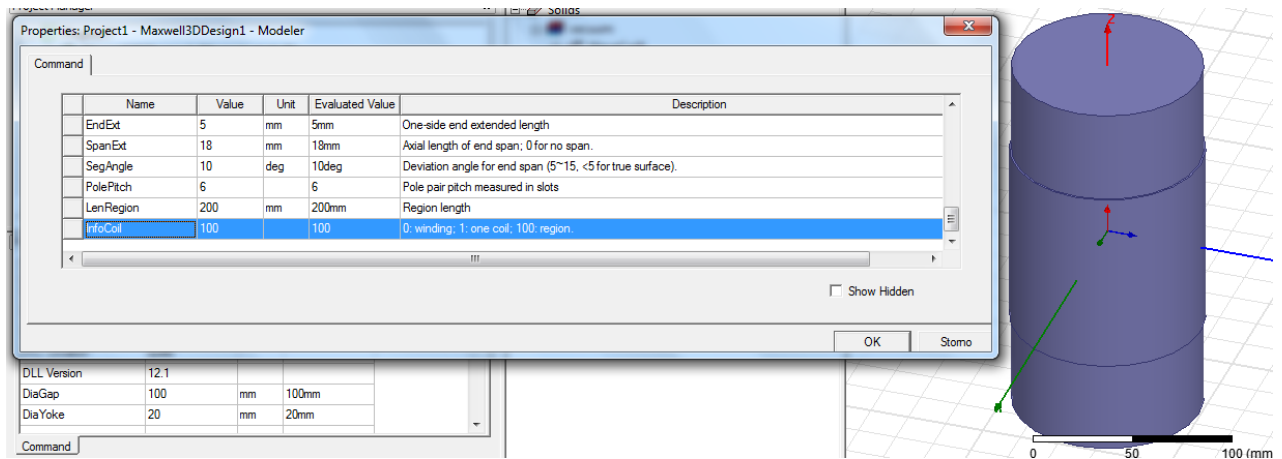 Project Manager
Solids
vacuum
Properties: Project1 - Maxwell3DDesign1 - Modeler
Command
Name Value Unit Evaluated Value Description
EndExt 5 mm 5mm One-side end extended length
SpanExt 18 mm 18mm Axial length of end span; 0 for no span.
SegAngle 10 deg 10deg Deviation angle for end span (5~15, <5 for true surface).
PolePitch 6 6 Pole pair pitch measured in slots
LenRegion 200 mm 200mm Region length
InfoCoil 100 100 0: winding; 1: one coil; 100: region.
Show Hidden
OK Storno
DLL Version 12.1
DiaGap 100 mm 100mm
DiaYoke 20 mm 20mm
Command
Z
0 50 100 (mm